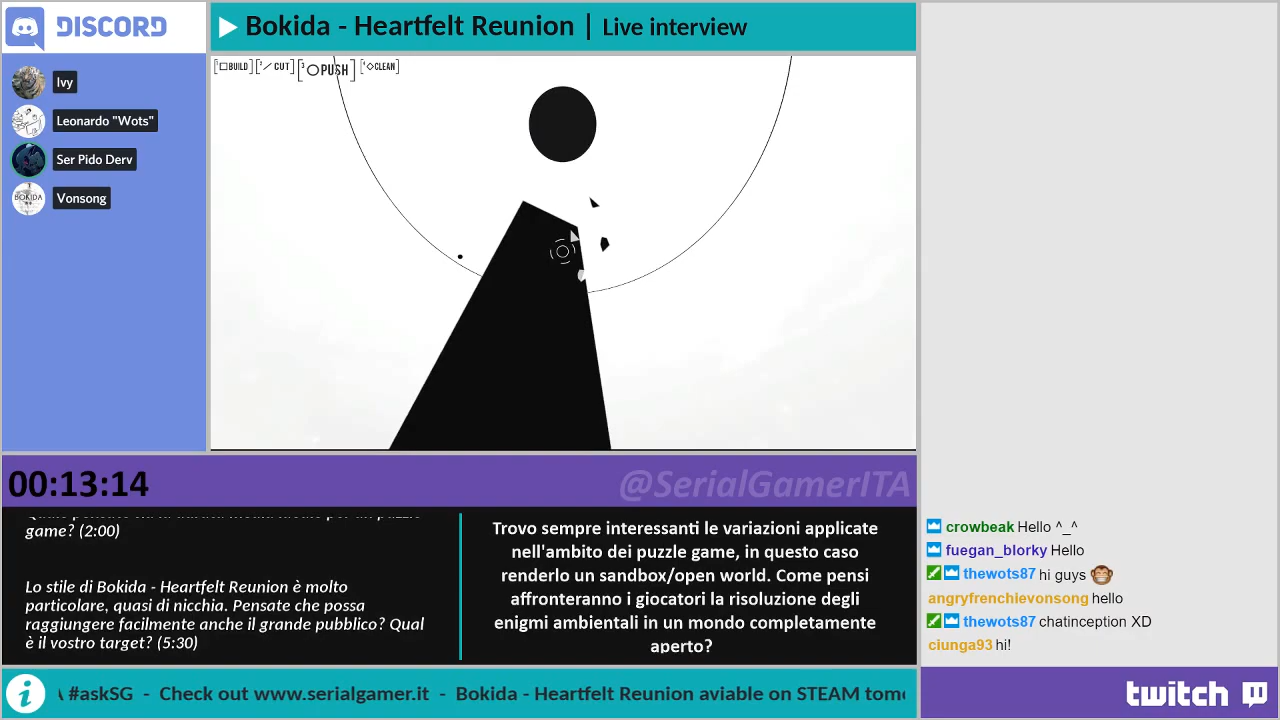 DISCORD
Bokida - Heartfelt Reunion | Live interview
Ivy
Leonardo "Wots"
Ser Pido Derv
Vonsong
BOKIDA
1 BUILD 2 CUT 3 PUSH 4 CLEAN
00:13:14
@SerialGamerITA
game? (2:00)
Lo stile di Bokida - Heartfelt Reunion è molto
particolare, quasi di nicchia. Pensate che possa
raggiungere facilmente anche il grande pubblico? Qual
è il vostro target? (5:30)
Trovo sempre interessanti le variazioni applicate
nell'ambito dei puzzle game, in questo caso
renderlo un sandbox/open world. Come pensi
affronteranno i giocatori la risoluzione degli
enigmi ambientali in un mondo completamente
aperto?
crowbeak Hello ^_^
fuegan_blorky Hello
thewots87 hi guys
angryfrenchievonsong hello
thewots87 chatinception XD
ciunga93 hi!
A #askSG - Check out www.serialgamer.it - Bokida - Heartfelt Reunion aviable on STEAM tomo
twitch